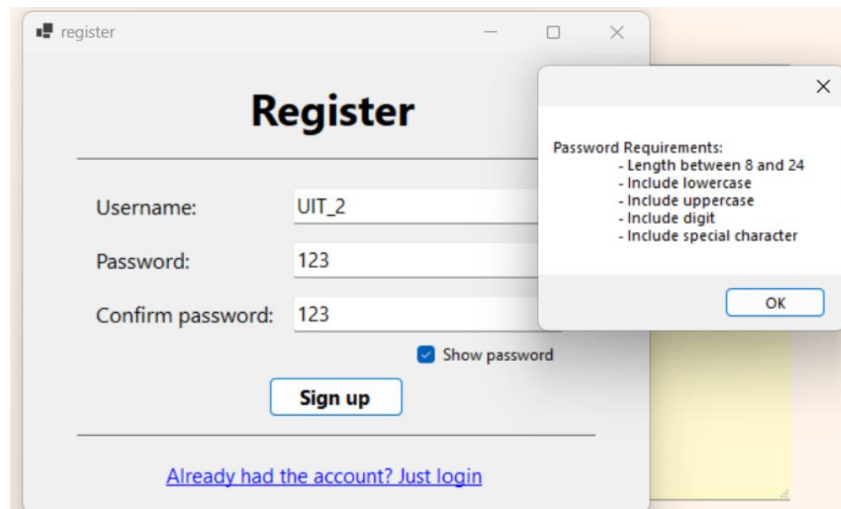 register
Register
Username:
UIT_2
Password:
123
Confirm password:
123
Show password
Sign up
Already had the account? Just login
Password Requirements:
- Length between 8 and 24
- Include lowercase
- Include uppercase
- Include digit
- Include special character
OK